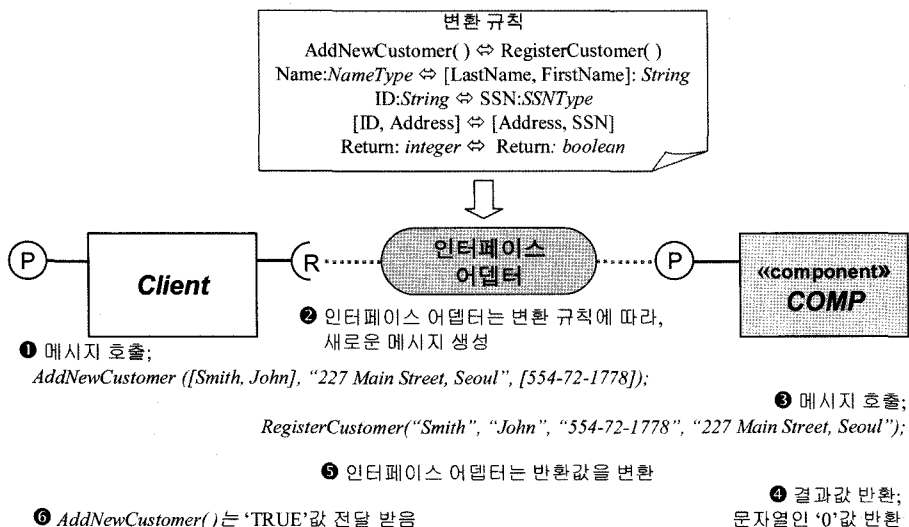 변환 규칙
AddNewCustomer( ) ⇔ RegisterCustomer( )
Name:NameType ⇔ [LastName, FirstName]: String
ID:String ⇔ SSN:SSNType
[ID, Address] ⇔ [Address, SSN]
Return: integer ⇔ Return: boolean
P
Client
R
인터페이스
어뎁터
P
«component»
COMP
❷ 인터페이스 어뎁터는 변환 규칙에 따라,
새로운 메시지 생성
❶ 메시지 호출;
AddNewCustomer ([Smith, John], “227 Main Street, Seoul”, [554-72-1778]);
❸ 메시지 호출;
RegisterCustomer(“Smith”, “John”, “554-72-1778”, “227 Main Street, Seoul”);
❺ 인터페이스 어뎁터는 반환값을 변환
❹ 결과값 반환;
문자열인 ‘0’값 반환
❻ AddNewCustomer( )는 ‘TRUE’값 전달 받음